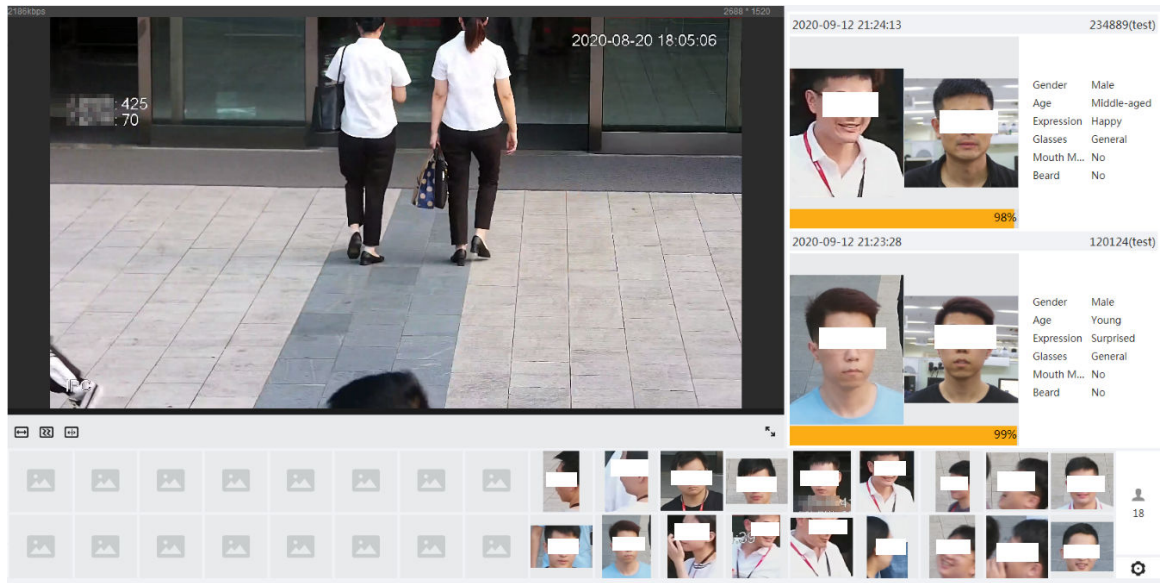 2186kbps
2688 * 1520
2020-08-20 18:05:06
: 425
: 70
IPC
2020-09-12 21:24:13 234889(test)
Gender Male
Age Middle-aged
Expression Happy
Glasses General
Mouth M... No
Beard No
98%
2020-09-12 21:23:28 120124(test)
Gender Male
Age Young
Expression Surprised
Glasses General
Mouth M... No
Beard No
99%
18